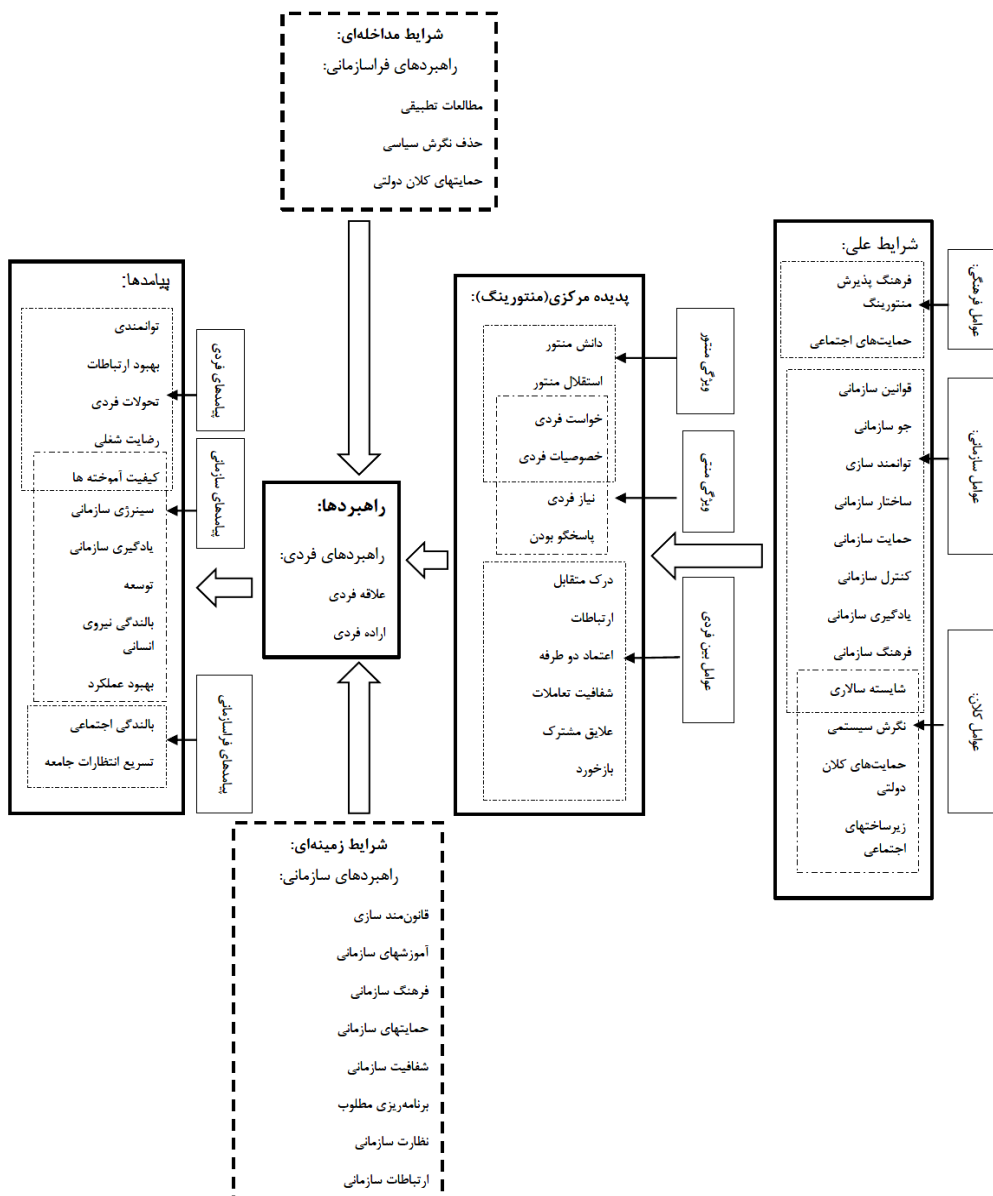 شرایط مداخله‌ای:
راهبردهای فراسازمانی:
مطالعات تطبیقی
حذف نگرش سیاسی
حمایتهای کلان دولتی
شرایط علی:
فرهنگ پذیرش
منتورینگ
حمایت‌های اجتماعی
قوانین سازمانی
جو سازمانی
توانمند سازی
ساختار سازمانی
حمایت سازمانی
کنترل سازمانی
یادگیری سازمانی
فرهنگ سازمانی
شایسته سالاری
نگرش سیستمی
حمایت‌های کلان
دولتی
زیرساختهای
اجتماعی
عوامل فرهنگی:
عوامل سازمانی:
عوامل کلان:
پدیده مرکزی(منتورینگ):
دانش منتور
استقلال منتور
خواست فردی
خصوصیات فردی
نیاز فردی
پاسخگو بودن
درک متقابل
ارتباطات
اعتماد دو طرفه
شفافیت تعاملات
علایق مشترک
بازخورد
ویژگی منتور
ویژگی منتی
عوامل بین فردی
راهبردها:
راهبردهای فردی:
علاقه فردی
اراده فردی
پیامدها:
توانمندی
بهبود ارتباطات
تحولات فردی
رضایت شغلی
کیفیت آموخته ها
سینرژی سازمانی
یادگیری سازمانی
توسعه
بالندگی نیروی
انسانی
بهبود عملکرد
بالندگی اجتماعی
تسریع انتظارات جامعه
پیامدهای فردی
پیامدهای سازمانی
پیامدهای فراسازمانی
شرایط زمینه‌ای:
راهبردهای سازمانی:
قانون‌مند سازی
آموزشهای سازمانی
فرهنگ سازمانی
حمایتهای سازمانی
شفافیت سازمانی
برنامه‌ریزی مطلوب
نظارت سازمانی
ارتباطات سازمانی